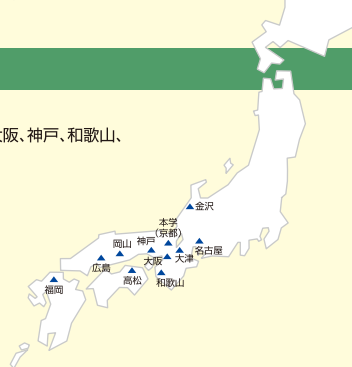 阪、神戸、和歌山、
金沢
本学
（京都）
岡山
神戸
名古屋
広島
大阪
大津
高松
和歌山
福岡